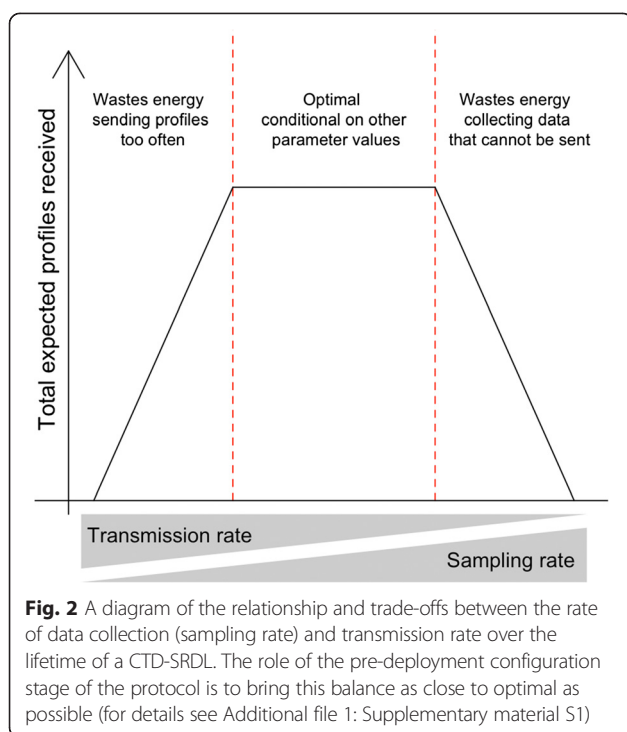 Wastes energy
sending profiles
too often
Optimal
conditional on other
parameter values
Wastes energy
collecting data
that cannot be sent
Total expected profiles received
Transmission rate
Sampling rate
Fig. 2 A diagram of the relationship and trade-offs between the rate
of data collection (sampling rate) and transmission rate over the
lifetime of a CTD-SRDL. The role of the pre-deployment configuration
stage of the protocol is to bring this balance as close to optimal as
possible (for details see Additional file 1: Supplementary material S1)